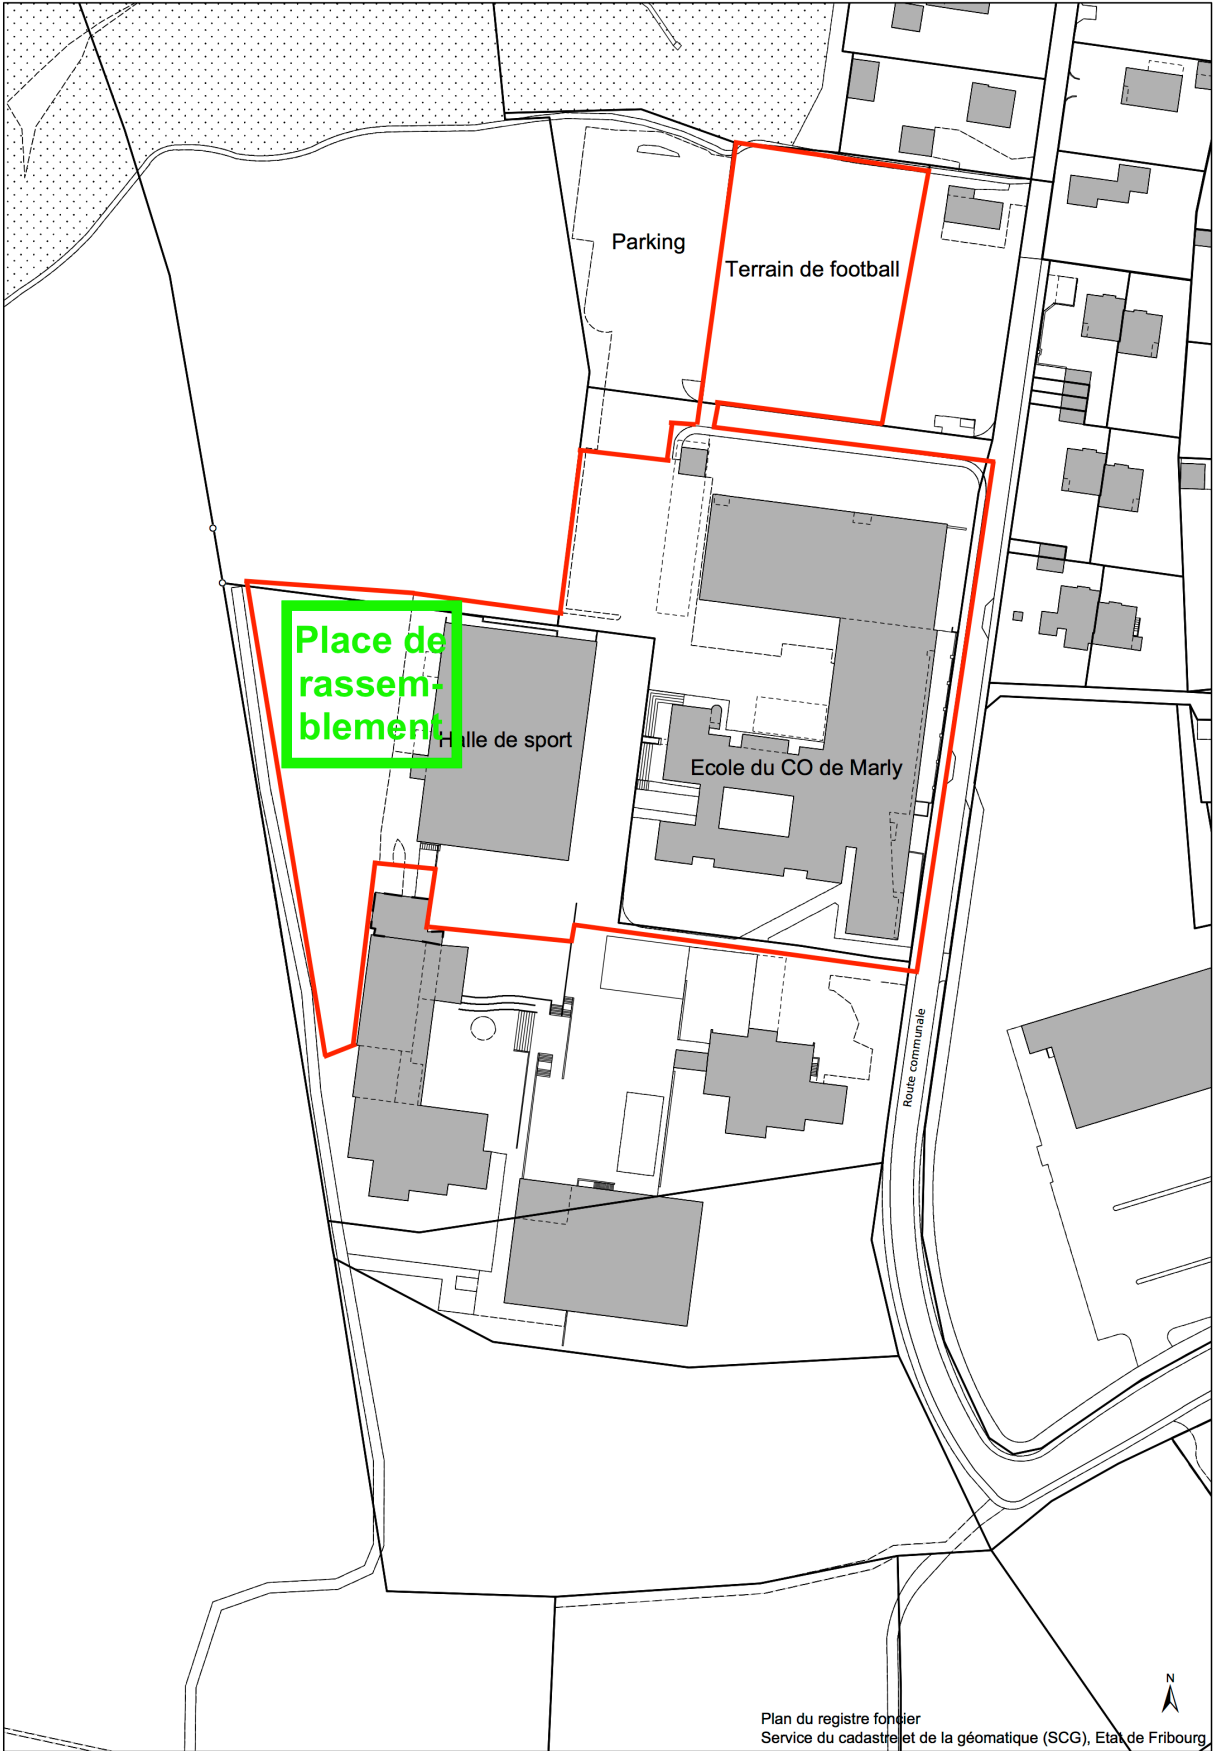 Parking
Terrain de football
Place de
rassem-
blement
Halle de sport
Ecole du CO de Marly
Route communale
N
Plan du registre foncier
Service du cadastre et de la géomatique (SCG), Etat de Fribourg